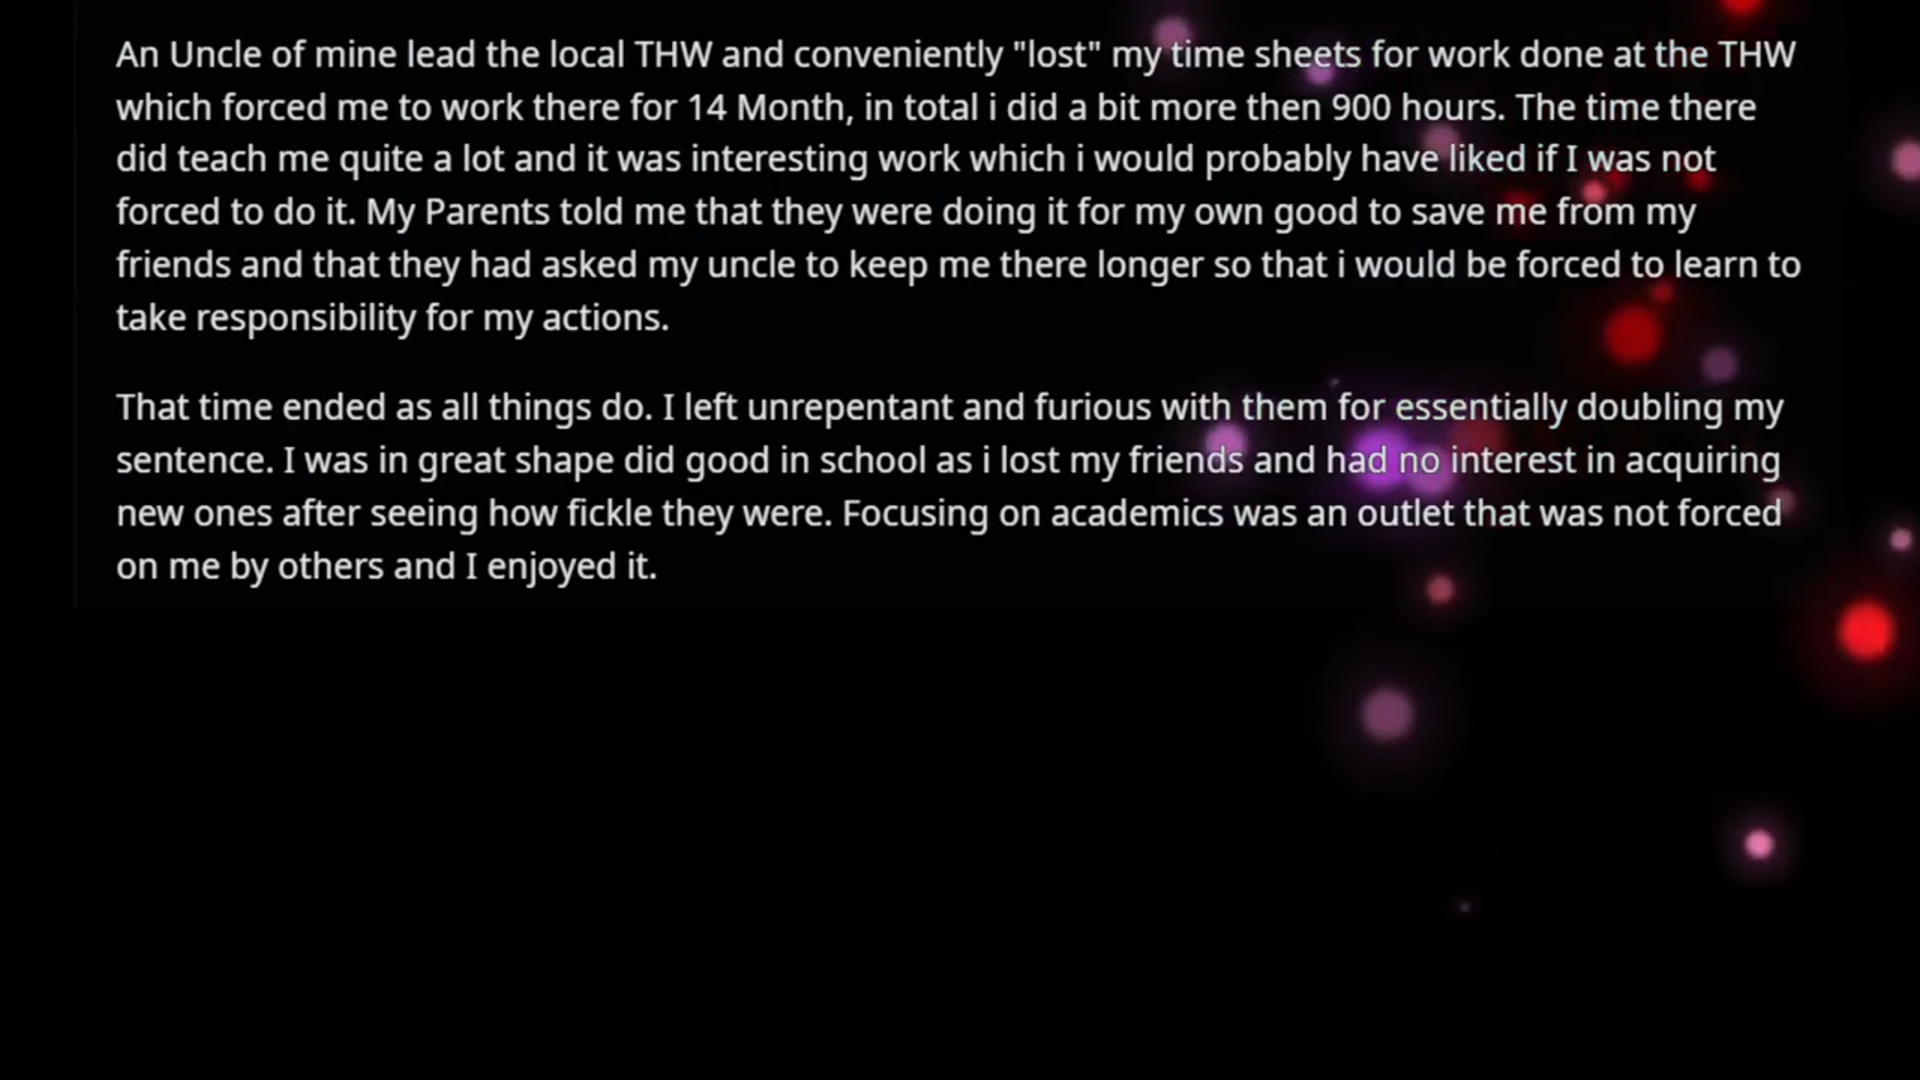 An Uncle of mine lead the local THW and conveniently "lost" my time sheets for work done at the THW
which forced me to work there for 14 Month, in total i did a bit more then 900 hours. The time there
did teach me quite a lot and it was interesting work which i would probably have liked if I was not
forced to do it. My Parents told me that they were doing it for my own good to save me from my
friends and that they had asked my uncle to keep me there longer so that i would be forced to learn to
take responsibility for my actions.
That time ended as all things do. I left unrepentant and furious with them for essentially doubling my
sentence. I was in great shape did good in school as i lost my friends and had no interest in acquiring
new ones after seeing how fickle they were. Focusing on academics was an outlet that was not forced
on me by others and I enjoyed it.